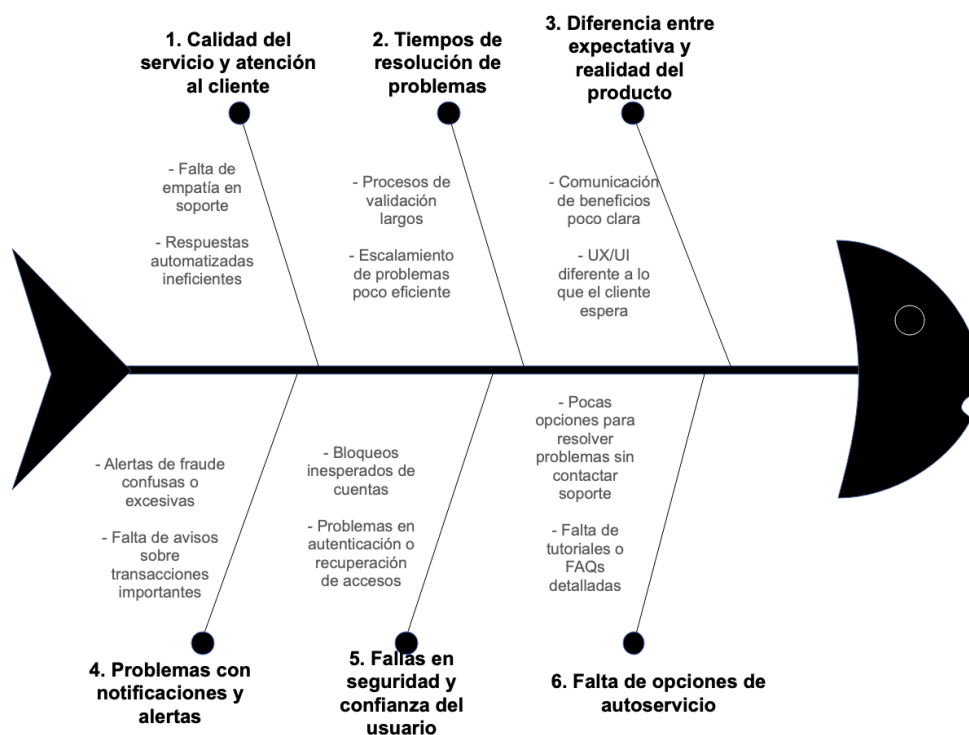 1. Calidad del
servicio y atención
al cliente
- Falta de
empatía en
soporte
- Respuestas
automatizadas
ineficientes
2. Tiempos de
resolución de
problemas
- Procesos de
validación
largos
- Escalamiento
de problemas
poco eficiente
3. Diferencia entre
expectativa y
realidad del
producto
- Comunicación
de beneficios
poco clara
- UX/UI
diferente a lo
que el cliente
espera
- Alertas de fraude
confusas o
excesivas
- Falta de avisos
sobre
transacciones
importantes
4. Problemas con
notificaciones y
alertas
- Bloqueos
inesperados de
cuentas
- Problemas en
autenticación o
recuperación
de accesos
5. Fallas en
seguridad y
confianza del
usuario
- Pocas
opciones para
resolver
problemas sin
contactar
soporte
- Falta de
tutoriales o
FAQs
detalladas
6. Falta de opciones de
autoservicio